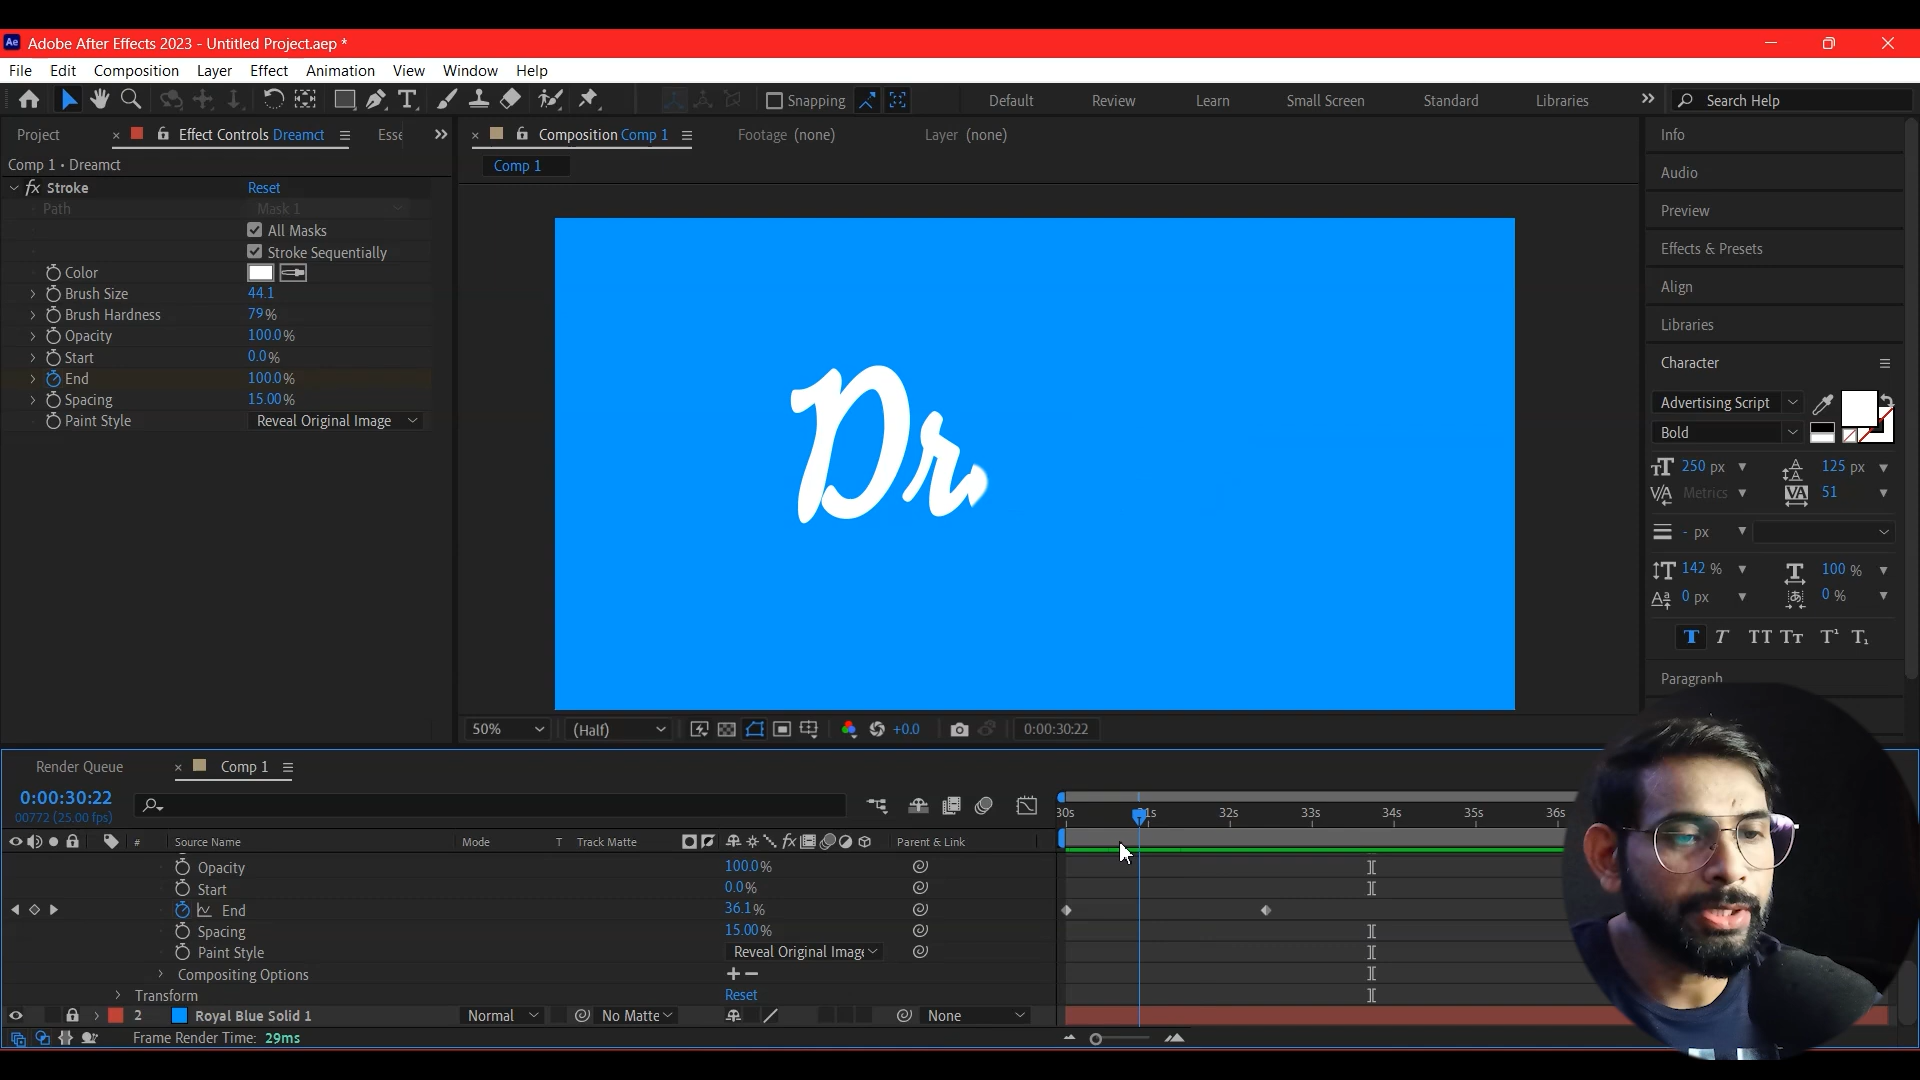 Ae Adobe After Effects 2023 - Untitled Project.aep *
File Edit Composition Layer Effect Animation View Window Help
Snapping Default Review Learn Small Screen Standard Libraries Search Help
Project Effect Controls Dreamct Esse Composition Comp 1 Footage (none) Layer (none) Info
Comp 1 • Dreamct Comp 1
Audio
fx Stroke Reset
Path Mask 1
Preview
All Masks
Stroke Sequentially
Effects & Presets
Color
Brush Size 44.1
Align
Brush Hardness 79%
Libraries
Opacity 100.0%
Start 0.0%
Character
End 100.0%
Spacing 15.00%
Advertising Script
Paint Style Reveal Original Image
Bold
Dr
250 px 125 px
Metrics 51
- px
142 % 100 %
0 px 0 %
T T TT Tt T¹ T₁
Paragraph
50% (Half) +0.0 0:00:30:22
Render Queue Comp 1
0:00:30:22
00772 (25.00 fps)
:30s 31s 32s 33s 34s 35s 36s
# Source Name Mode T Track Matte fx Parent & Link
Opacity 100.0%
Start 0.0%
End 36.1%
Spacing 15.00%
Paint Style Reveal Original Image
Compositing Options + −
Transform Reset
2 Royal Blue Solid 1 Normal No Matte None
Frame Render Time: 29ms